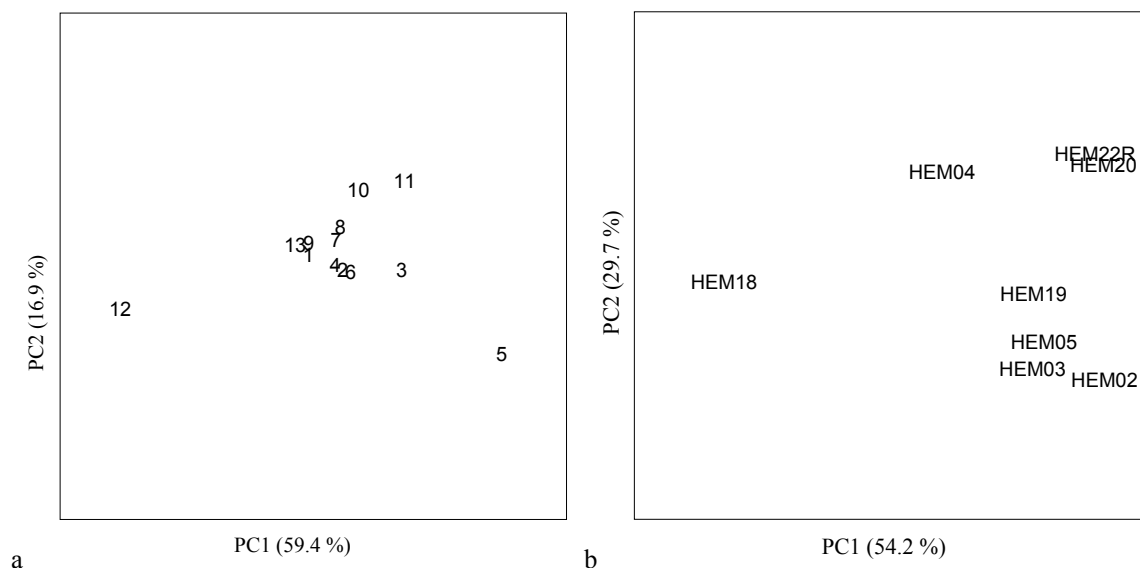 11
10
8
13 9 7
1
4 2 6 3
12
5
PC2 (16.9 %)
PC1 (59.4 %)
a
HEM22R
HEM20
HEM04
HEM18
HEM19
HEM05
HEM03
HEM02
PC2 (29.7 %)
PC1 (54.2 %)
b